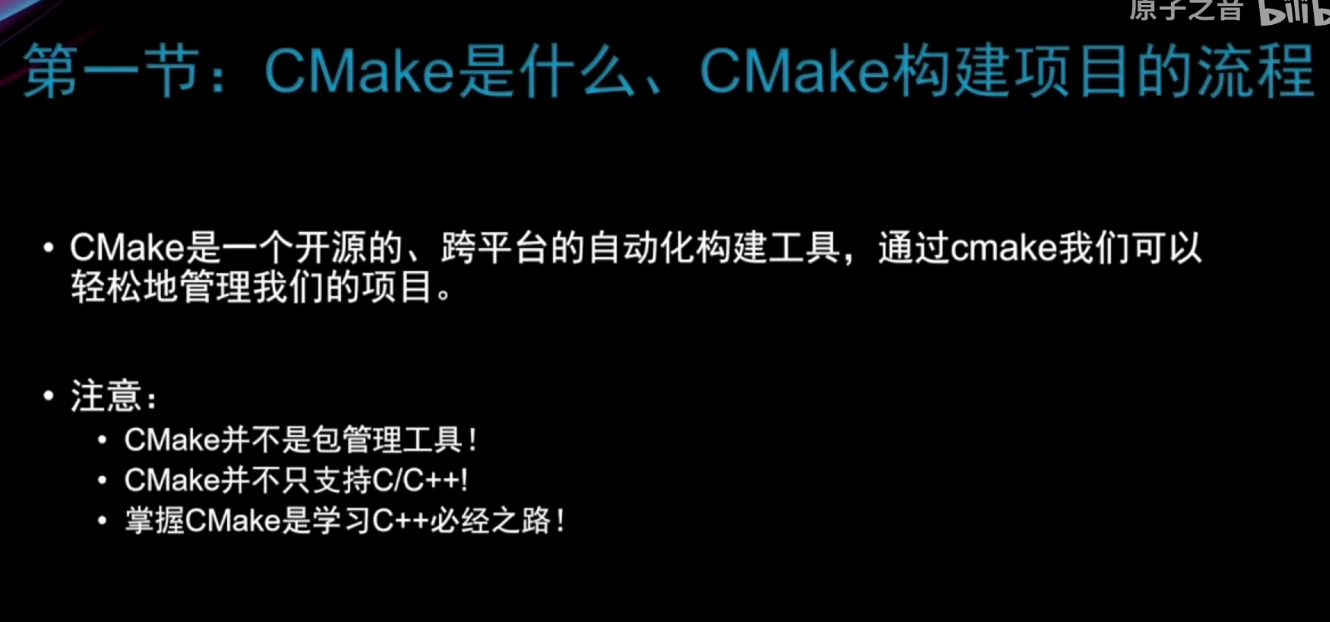 原子之音
第一节：CMake是什么、CMake构建项目的流程
• CMake是一个开源的、跨平台的自动化构建工具，通过cmake我们可以
轻松地管理我们的项目。
• 注意：
• CMake并不是包管理工具！
• CMake并不只支持C/C++!
• 掌握CMake是学习C++必经之路！